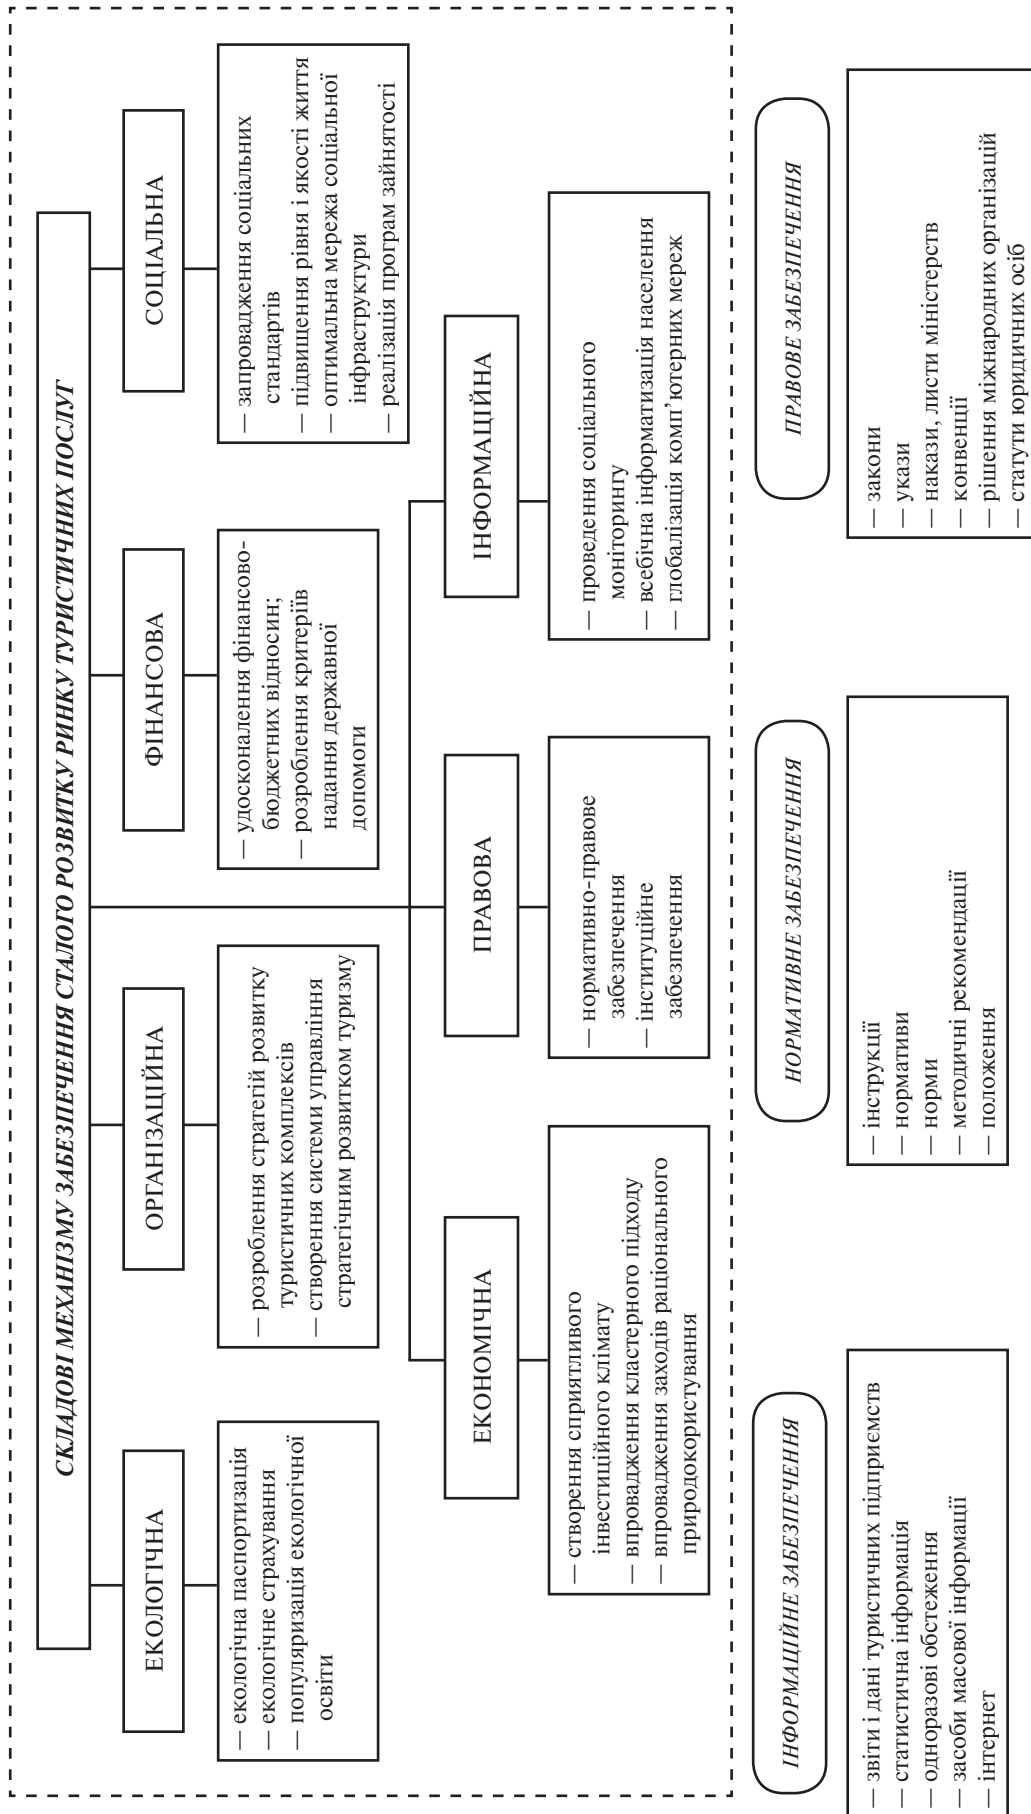 СКЛАДОВІ МЕХАНІЗМУ ЗАБЕЗПЕЧЕННЯ СТАЛОГО РОЗВИТКУ РИНКУ ТУРИСТИЧНИХ ПОСЛУГ
ЕКОЛОГІЧНА
— екологічна паспортизація
— екологічне страхування
— популяризація екологічної
освіти
ОРГАНІЗАЦІЙНА
— розроблення стратегій розвитку
туристичних комплексів
— створення системи управління
стратегічним розвитком туризму
ФІНАНСОВА
— удосконалення фінансово-
бюджетних відносин;
— розроблення критеріїв
надання державної
допомоги
СОЦІАЛЬНА
— запровадження соціальних
стандартів
— підвищення рівня і якості життя
— оптимальна мережа соціальної
інфраструктури
— реалізація програм зайнятості
ЕКОНОМІЧНА
— створення сприятливого
інвестиційного клімату
— впровадження кластерного підходу
— впровадження заходів раціонального
природокористування
ПРАВОВА
— нормативно-правове
забезпечення
— інституційне
забезпечення
ІНФОРМАЦІЙНА
— проведення соціального
моніторингу
— всебічна інформатизація населення
— глобалізація комп’ютерних мереж
ІНФОРМАЦІЙНЕ ЗАБЕЗПЕЧЕННЯ
— звіти і дані туристичних підприємств
— статистична інформація
— одноразові обстеження
— засоби масової інформації
— інтернет
НОРМАТИВНЕ ЗАБЕЗПЕЧЕННЯ
— інструкції
— нормативи
— норми
— методичні рекомендації
— положення
ПРАВОВЕ ЗАБЕЗПЕЧЕННЯ
— закони
— укази
— накази, листи міністерств
— конвенції
— рішення міжнародних організацій
— статути юридичних осіб